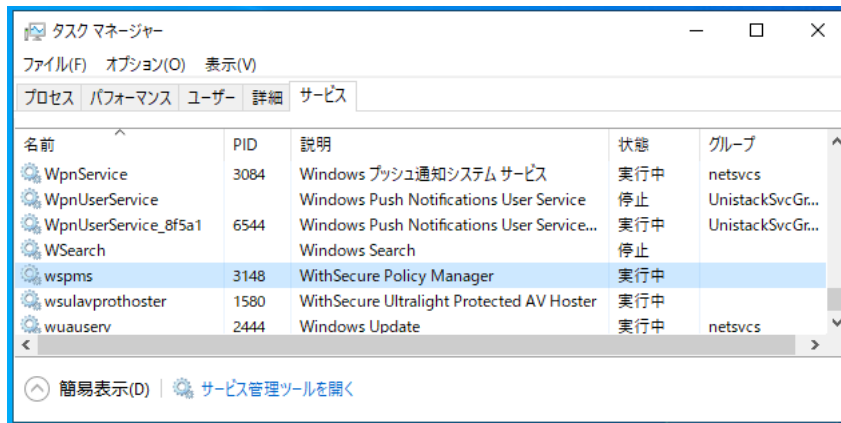 タスク マネージャー
ファイル(F) オプション(O) 表示(V)
プロセス パフォーマンス ユーザー 詳細 サービス
名前 PID 説明 状態 グループ
WpnService 3084 Windows プッシュ通知システム サービス 実行中 netsvcs
WpnUserService Windows Push Notifications User Service 停止 UnistackSvcGr...
WpnUserService_8f5a1 6544 Windows Push Notifications User Service... 実行中 UnistackSvcGr...
WSearch Windows Search 停止
wspms 3148 WithSecure Policy Manager 実行中
wsulavprothoster 1580 WithSecure Ultralight Protected AV Hoster 実行中
wuauserv 2444 Windows Update 実行中 netsvcs
簡易表示(D) サービス管理ツールを開く